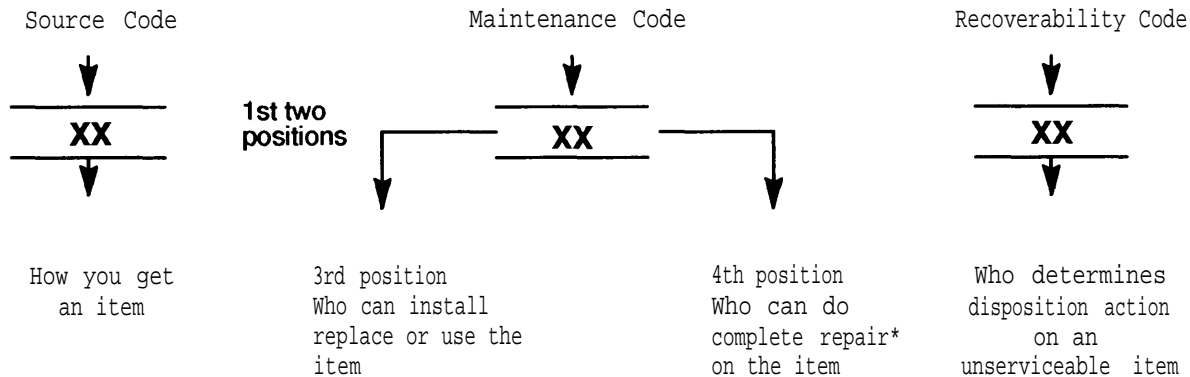 Source Code
Maintenance Code
Recoverability Code
XX
1st two
positions
XX
XX
How you get
an item
3rd position
Who can install
replace or use the
item
4th position
Who can do
complete repair*
on the item
Who determines
disposition action
on an
unserviceable item